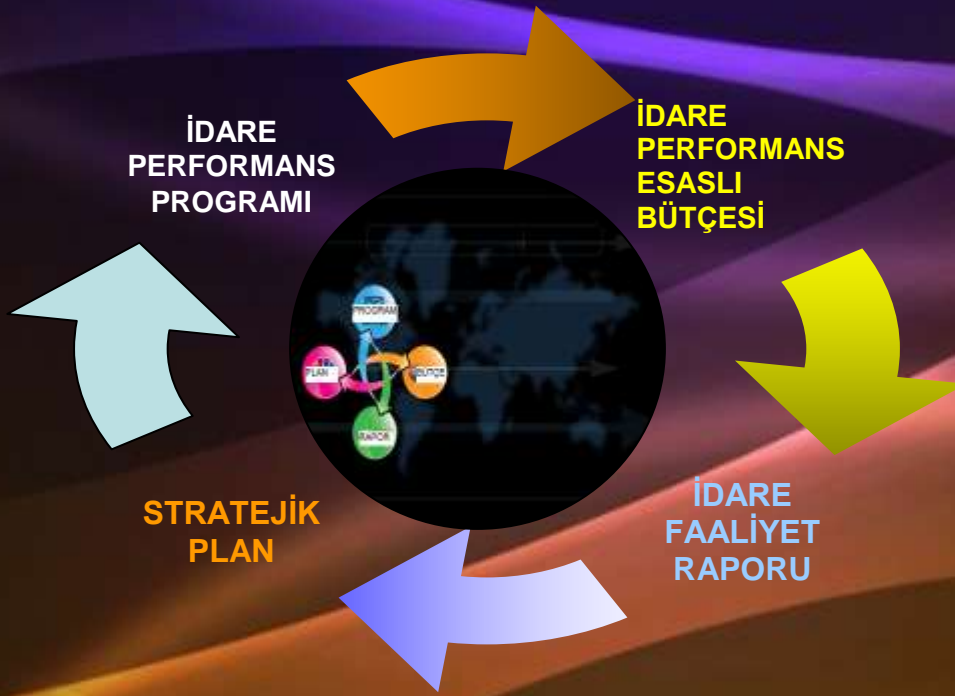 İDARE
PERFORMANS
PROGRAMI
İDARE
PERFORMANS
ESASLI
BÜTÇESİ
PROGRAM
PLAN
BÜTÇE
RAPOR
STRATEJİK
PLAN
İDARE
FAALİYET
RAPORU